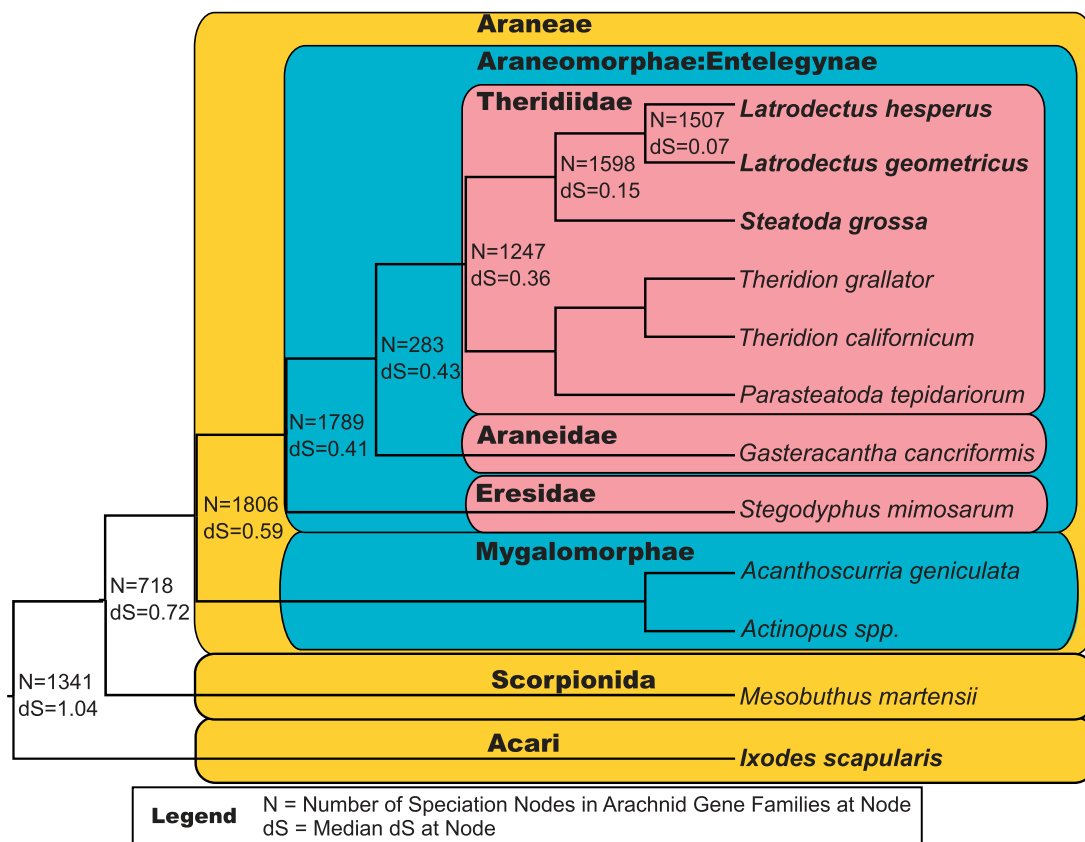 Araneae
Araneomorphae:Entelegynae
Theridiidae
Latrodectus hesperus
N=1507
dS=0.07
Latrodectus geometricus
N=1598
dS=0.15
Steatoda grossa
N=1247
dS=0.36
Theridion grallator
Theridion californicum
N=283
dS=0.43
Parasteatoda tepidariorum
N=1789
dS=0.41
Araneidae
Gasteracantha cancriformis
Eresidae
N=1806
dS=0.59
Stegodyphus mimosarum
Mygalomorphae
Acanthoscurria geniculata
N=718
dS=0.72
Actinopus spp.
Scorpionida
N=1341
dS=1.04
Mesobuthus martensii
Acari
Ixodes scapularis
Legend
N = Number of Speciation Nodes in Arachnid Gene Families at Node
dS = Median dS at Node